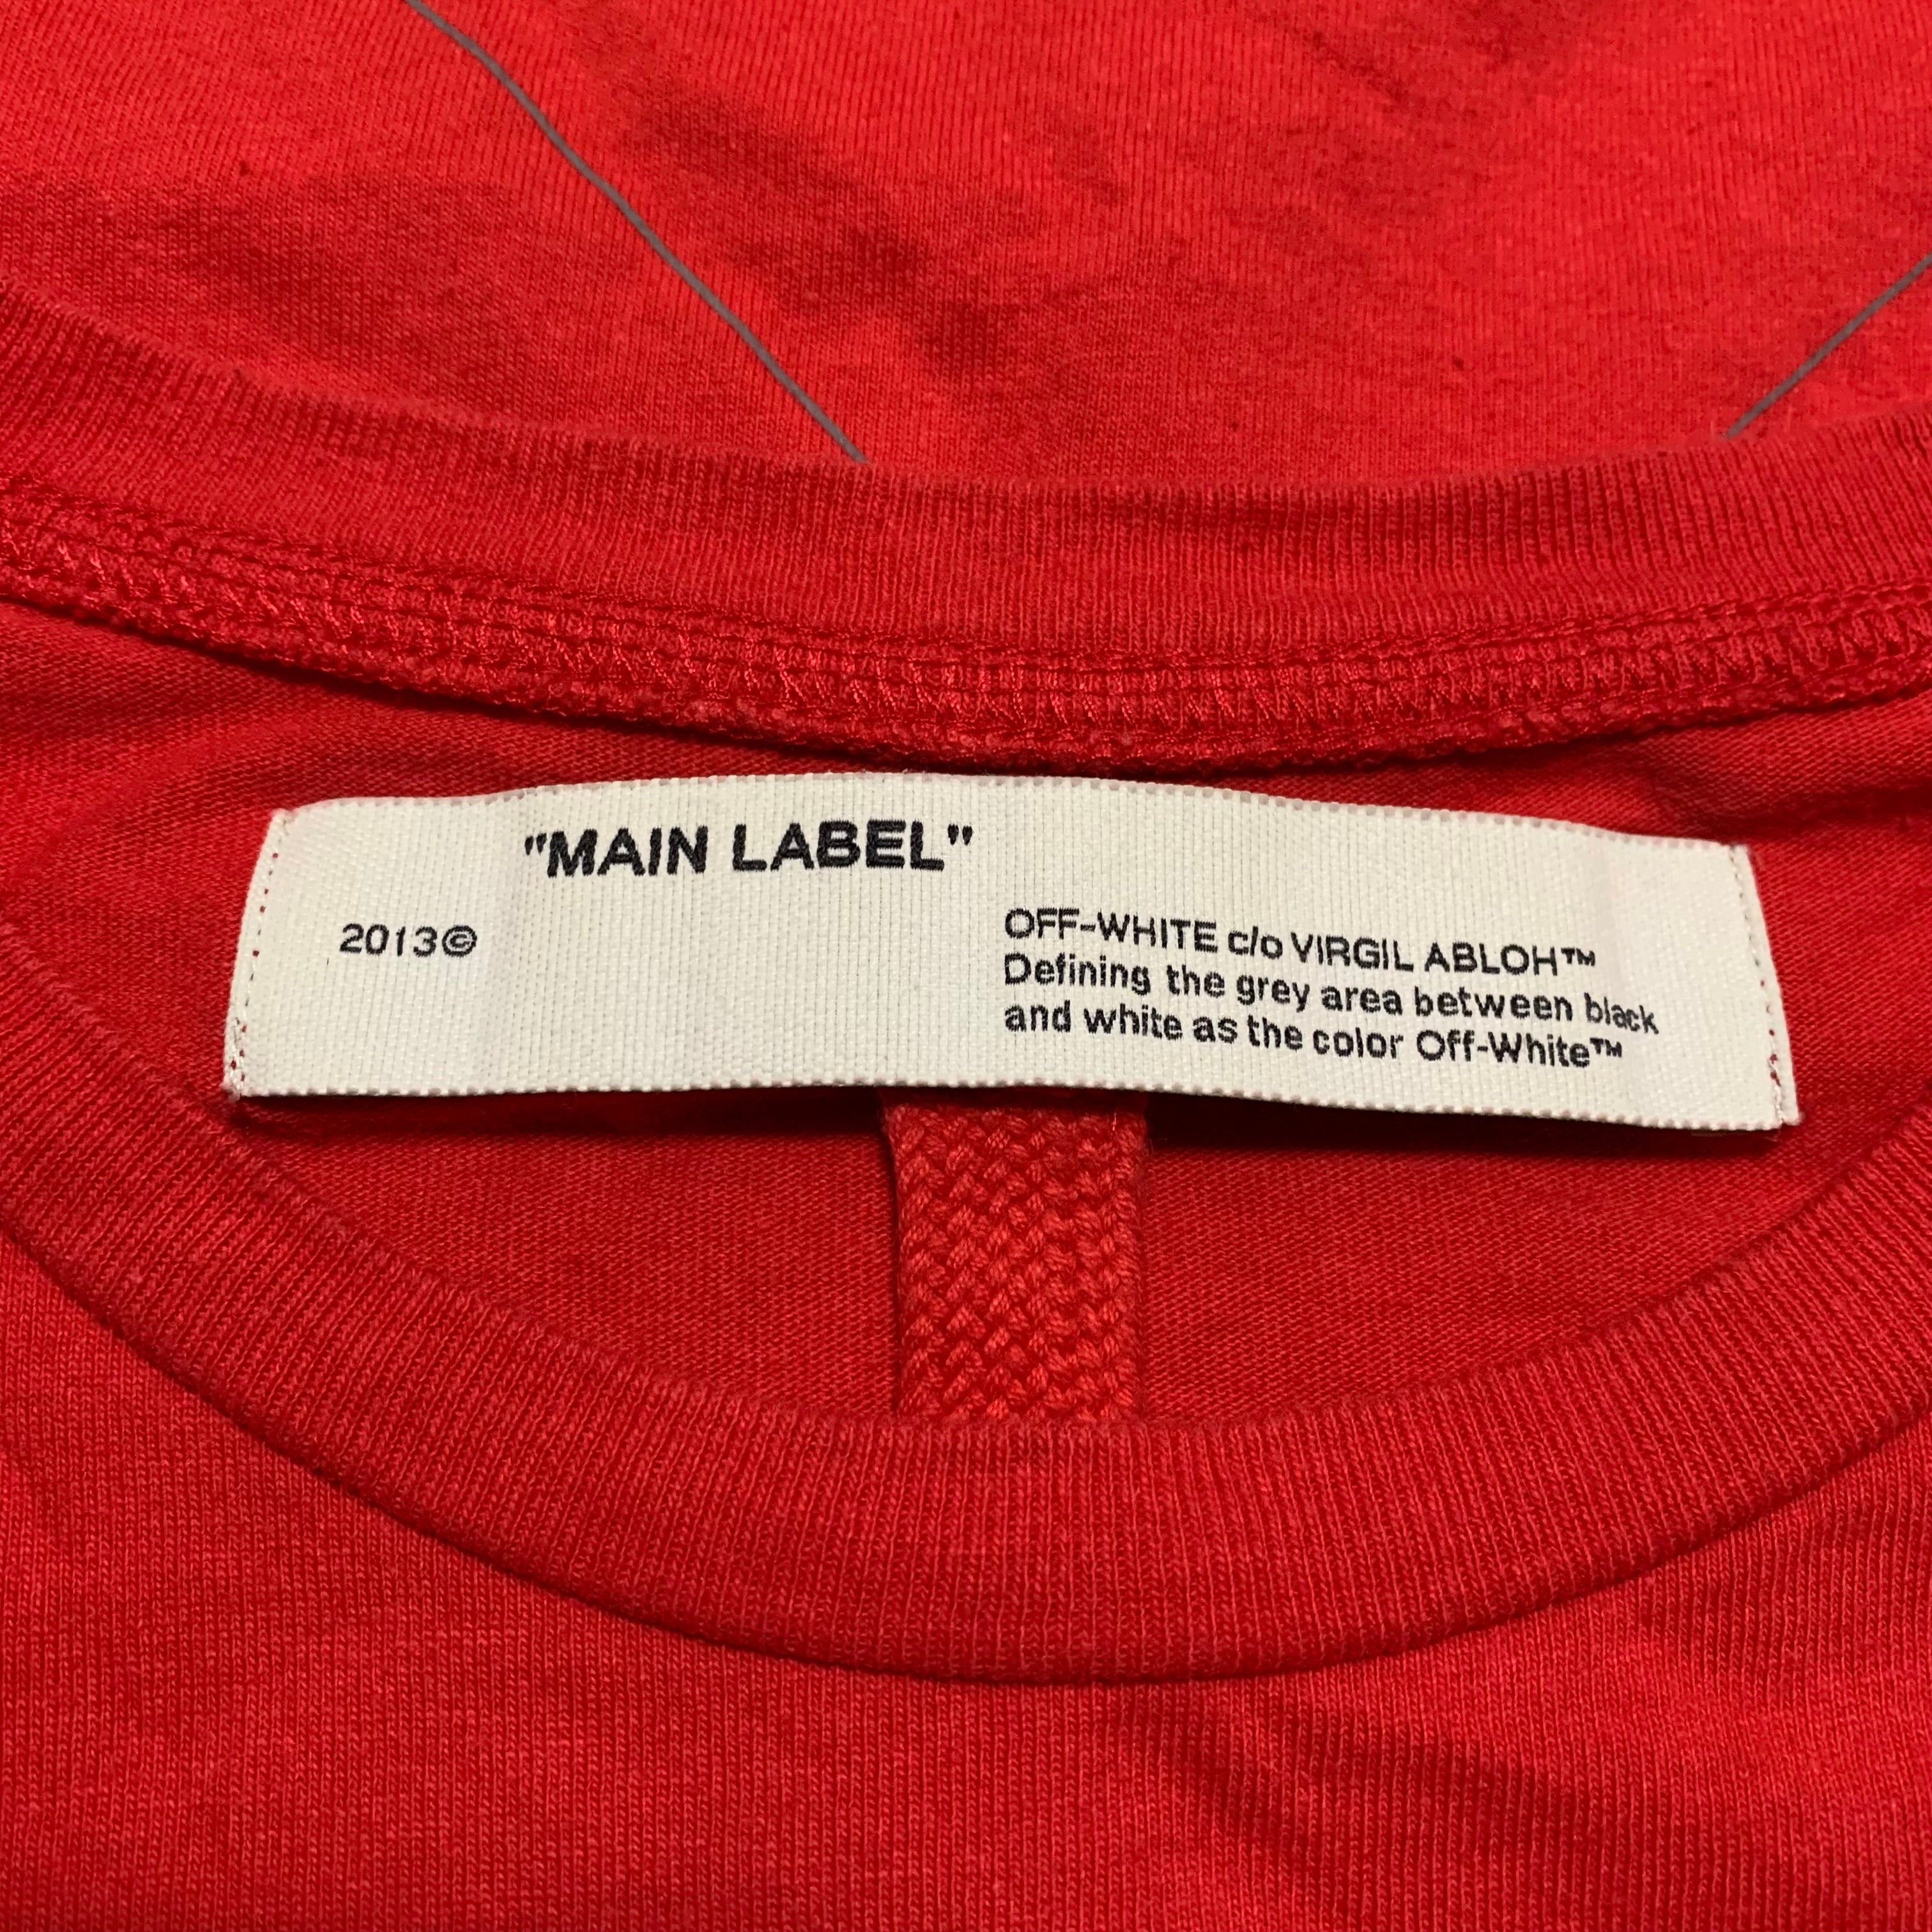 "MAIN LABEL"
2013©
OFF-WHITE c/o VIRGIL ABLOH™
Defining the grey area between black
and white as the color Off-White™